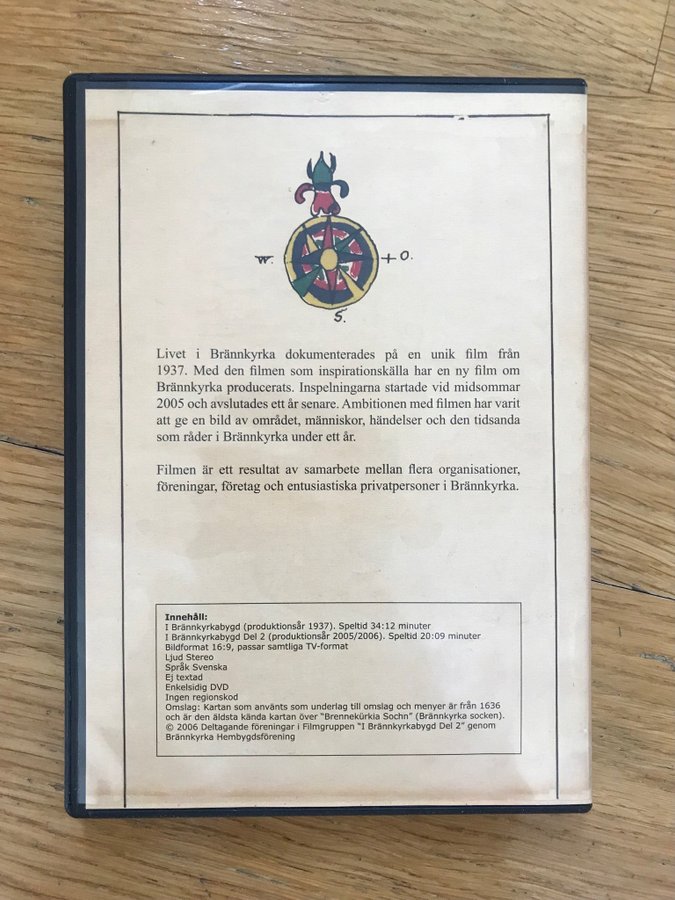 W. O.
S.
Livet i Brännkyrka dokumenterades på en unik film från
1937. Med den filmen som inspirationskälla har en ny film om
Brännkyrka producerats. Inspelningarna startade vid midsommar
2005 och avslutades ett år senare. Ambitionen med filmen har varit
att ge en bild av området, människor, händelser och den tidsanda
som råder i Brännkyrka under ett år.
Filmen är ett resultat av samarbete mellan flera organisationer,
föreningar, företag och entusiastiska privatpersoner i Brännkyrka.
Innehåll:
I Brännkyrkabygd (produktionsår 1937). Speltid 34:12 minuter
I Brännkyrkabygd Del 2 (produktionsår 2005/2006). Speltid 20:09 minuter
Bildformat 16:9, passar samtliga TV-format
Ljud Stereo
Språk Svenska
Ej textad
Enkelsidig DVD
Ingen regionskod
Omslag: Kartan som använts som underlag till omslag och menyer är från 1636
och är den äldsta kända kartan över "Brennekürkia Sochn" (Brännkyrka socken).
© 2006 Deltagande föreningar i Filmgruppen "I Brännkyrkabygd Del 2" genom
Brännkyrka Hembygdsförening